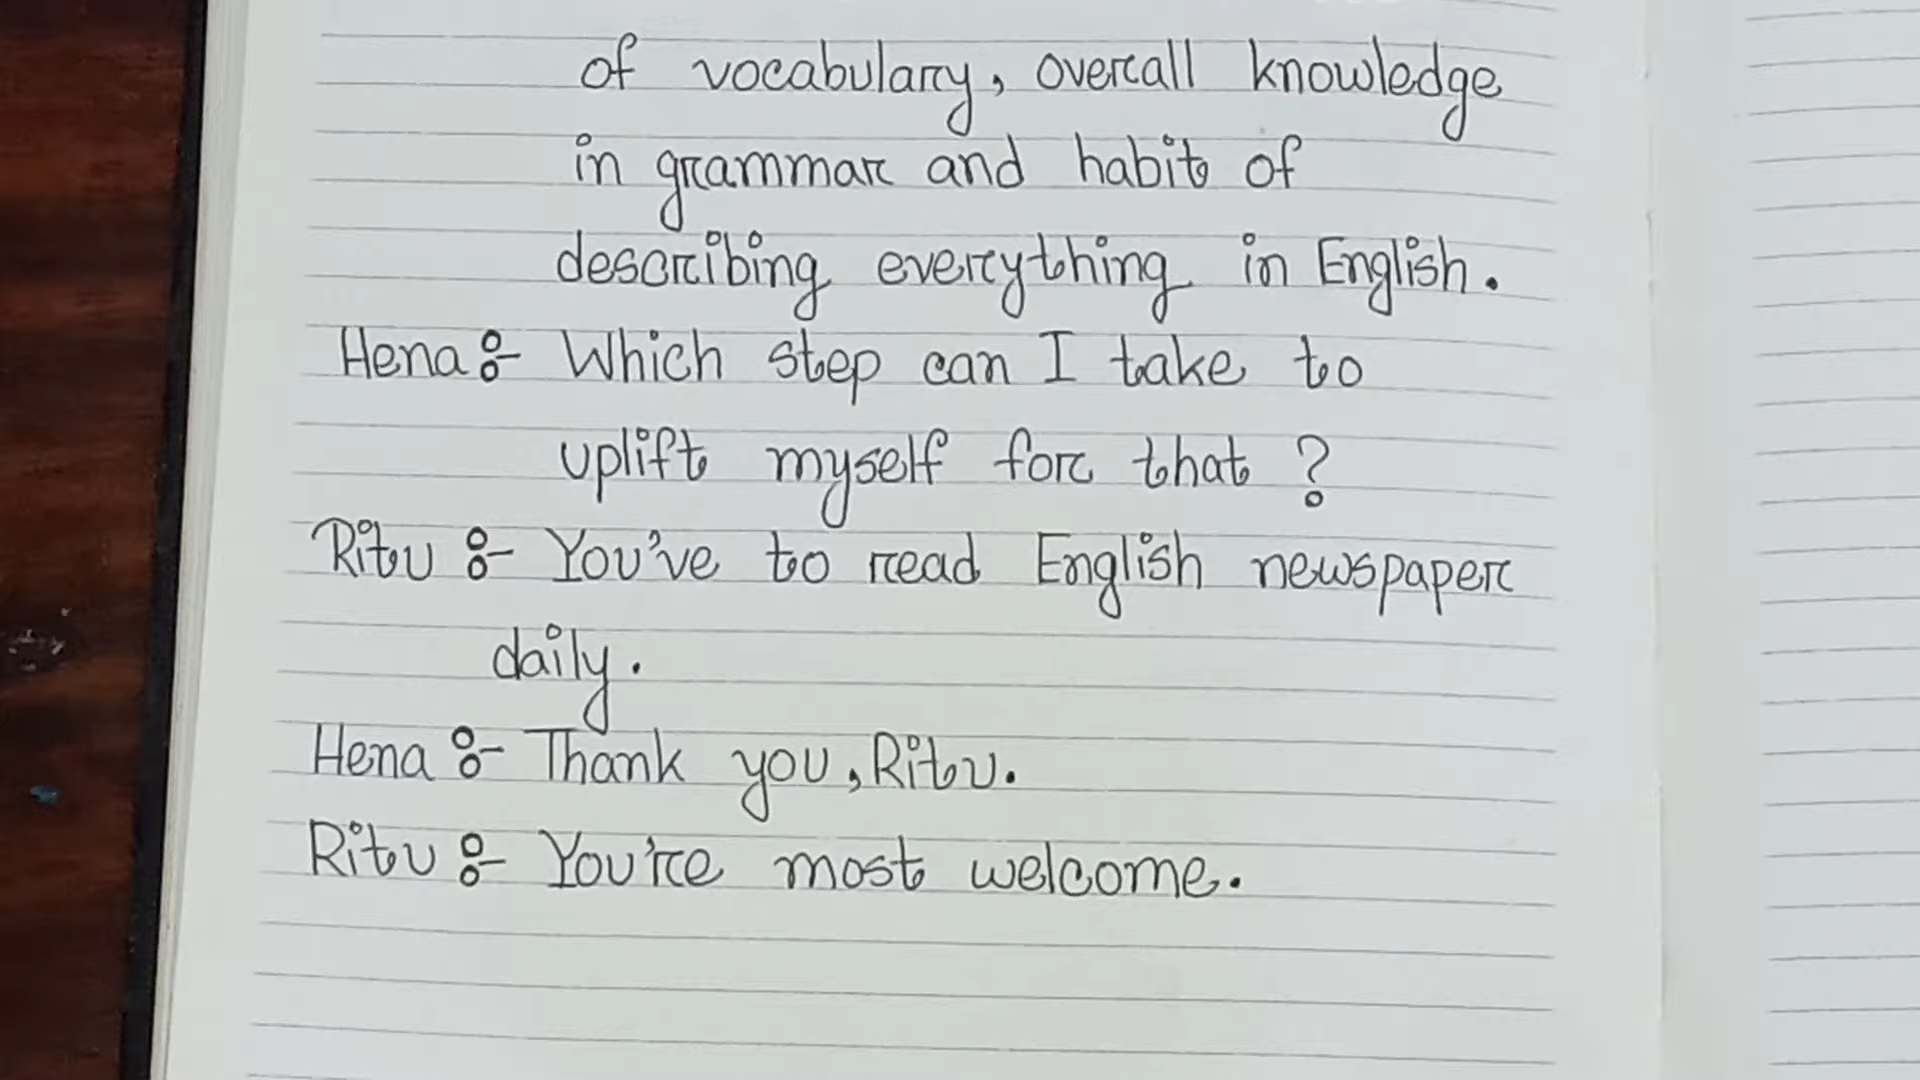 of vocabulary, overall knowledge
in grammar and habit of
describing everything in English.
Hena :- Which step can I take to
uplift myself for that ?
Ritu :- You've to read English newspaper
daily.
Hena :- Thank you, Ritu.
Ritu :- You're most welcome.